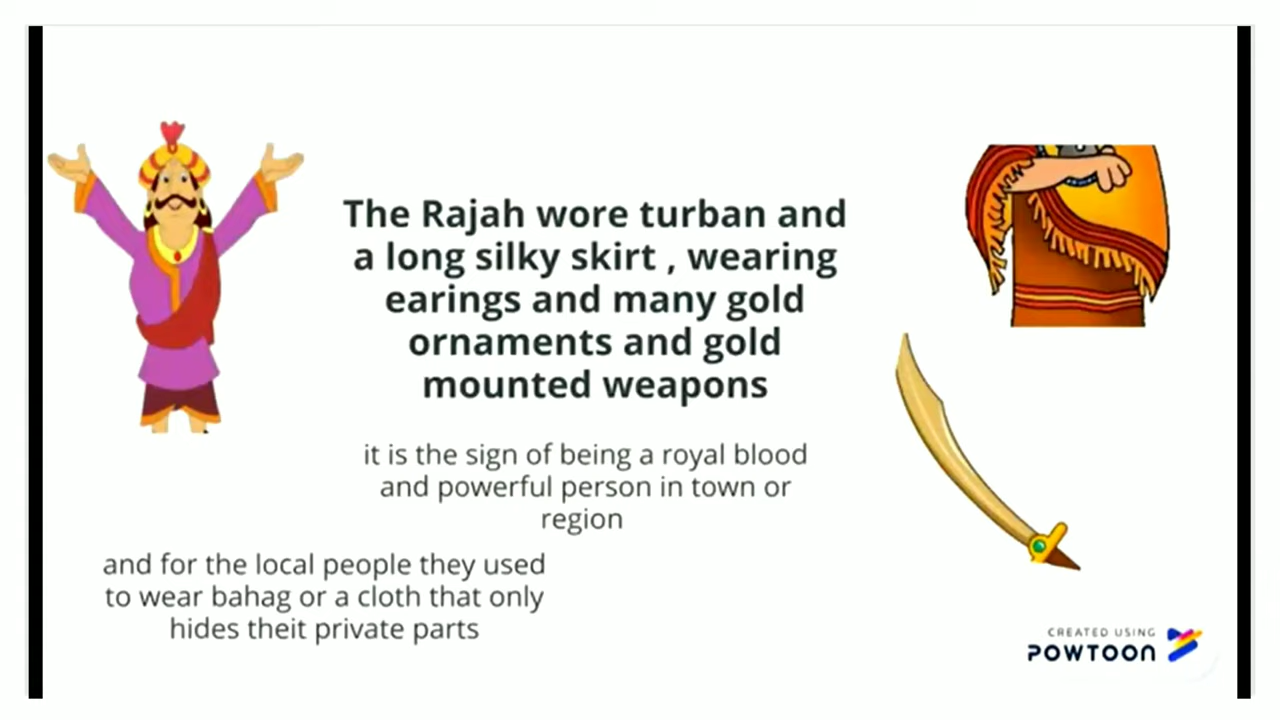 The Rajah wore turban and
a long silky skirt , wearing
earings and many gold
ornaments and gold
mounted weapons
it is the sign of being a royal blood
and powerful person in town or
region
and for the local people they used
to wear bahag or a cloth that only
hides theit private parts
CREATED USING
POWTOON